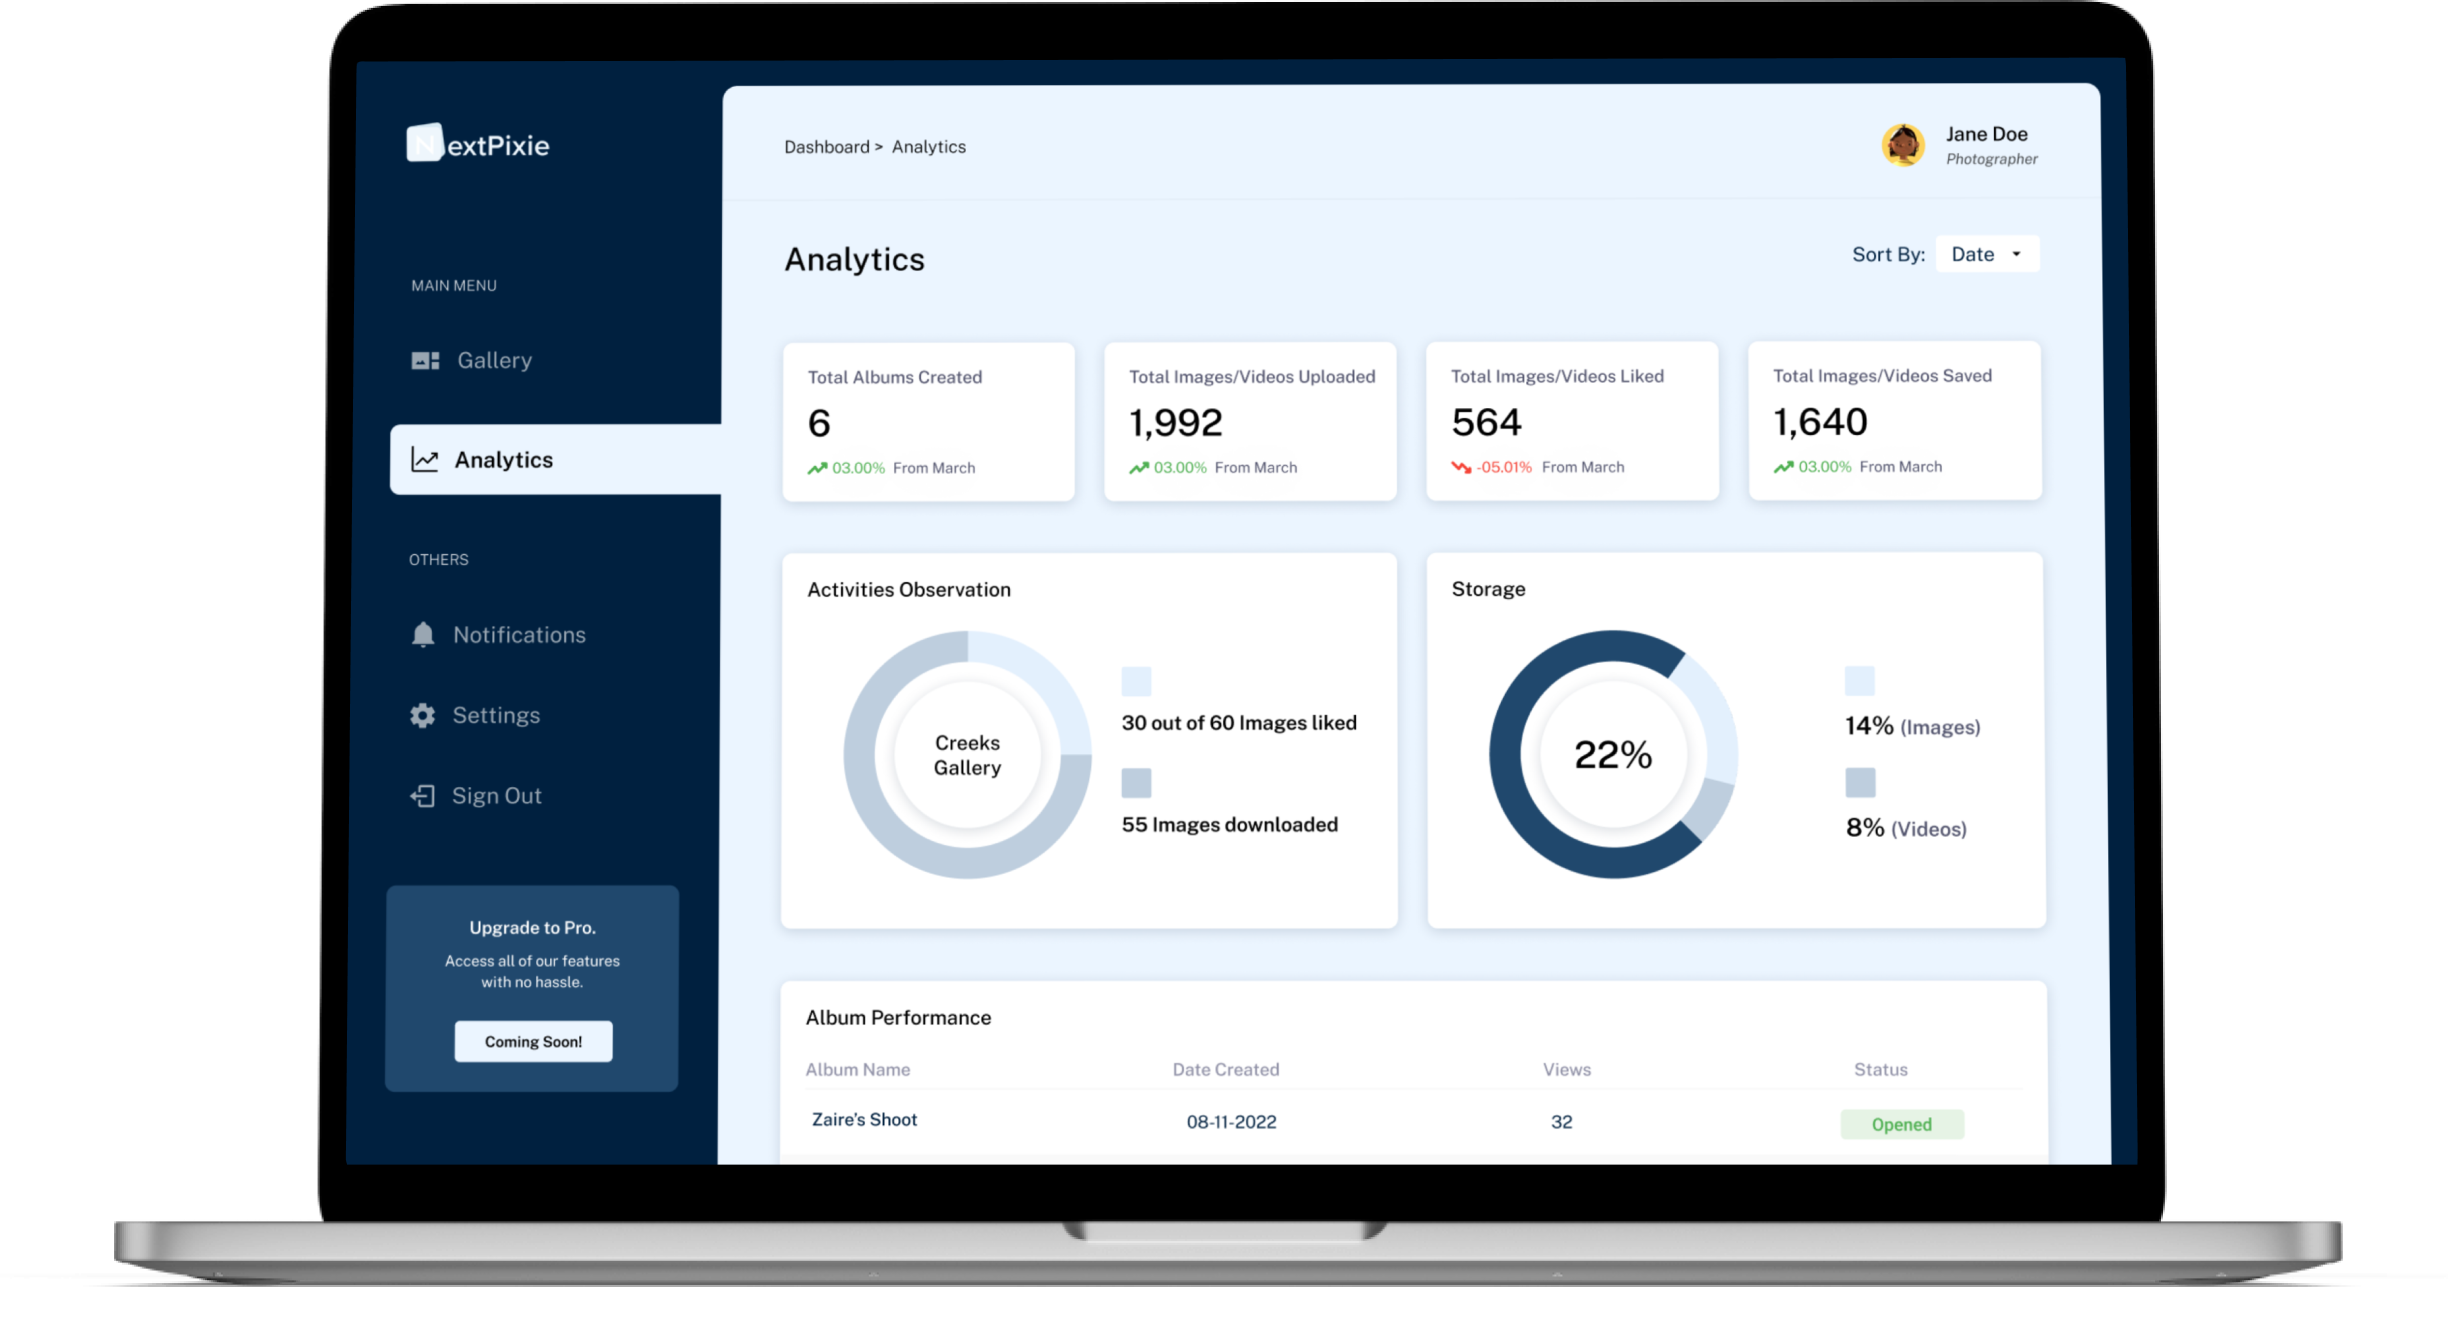 NextPixie
MAIN MENU
Gallery
Analytics
OTHERS
Notifications
Settings
Sign Out
Upgrade to Pro.
Access all of our features
with no hassle.
Coming Soon!
Dashboard > Analytics
Jane Doe
Photographer
Analytics
Sort By: Date
Total Albums Created
6
03.00% From March
Total Images/Videos Uploaded
1,992
03.00% From March
Total Images/Videos Liked
564
-05.01% From March
Total Images/Videos Saved
1,640
03.00% From March
Activities Observation
Creeks
Gallery
30 out of 60 Images liked
55 Images downloaded
Storage
22%
14% (Images)
8% (Videos)
Album Performance
Album Name Date Created Views Status
Zaire's Shoot 08-11-2022 32 Opened